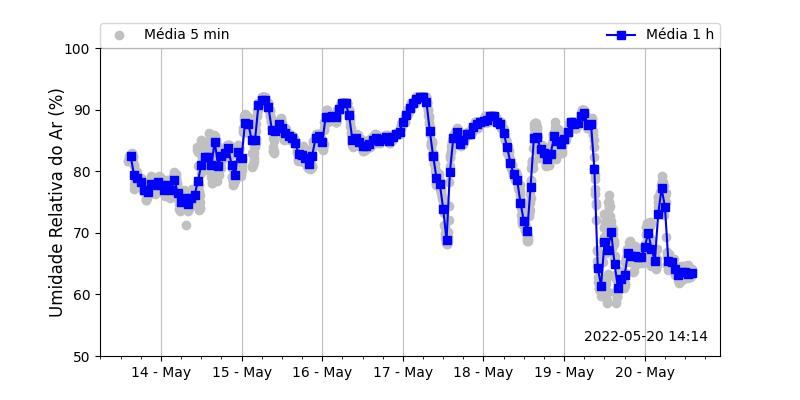 Média 5 min
Média 1 h
Umidade Relativa do Ar (%)
100
90
80
70
60
50
2022-05-20 14:14
14 - May
15 - May
16 - May
17 - May
18 - May
19 - May
20 - May